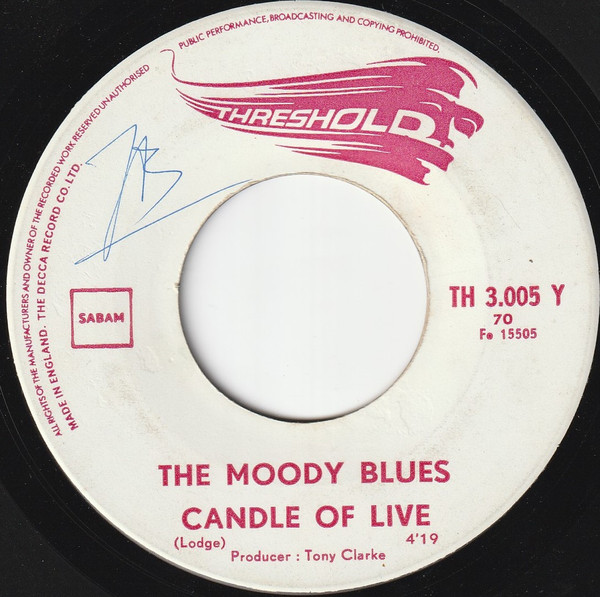 PUBLIC PERFORMANCE, BROADCASTING AND COPYING PROHIBITED.
ALL RIGHTS OF THE MANUFACTURERS AND OWNER OF THE RECORDED WORK RESERVED UNAUTHORISED
MADE IN ENGLAND. THE DECCA RECORD CO. LTD.
THRESHOLD
SABAM
TH 3.005 Y
70
Fe 15505
THE MOODY BLUES
CANDLE OF LIVE
(Lodge) 4'19
Producer : Tony Clarke